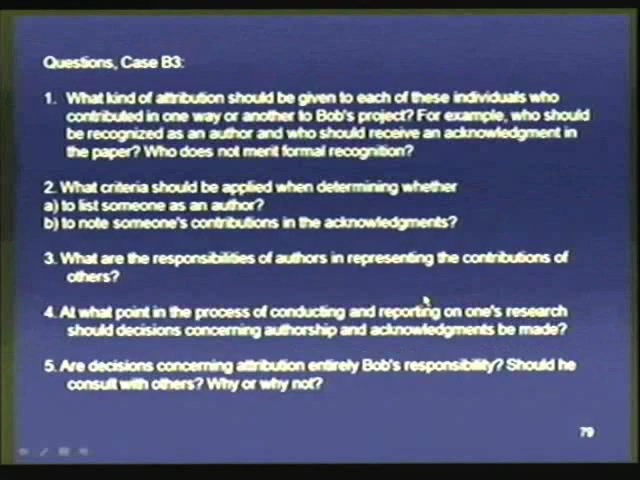 Questions, Case B3:
1. What kind of attribution should be given to each of these individuals who
contributed in one way or another to Bob's project? For example, who should
be recognized as an author and who should receive an acknowledgment in
the paper? Who does not merit formal recognition?
2. What criteria should be applied when determining whether
a) to list someone as an author?
b) to note someone's contributions in the acknowledgments?
3. What are the responsibilities of authors in representing the contributions of
others?
4. At what point in the process of conducting and reporting on one's research
should decisions concerning authorship and acknowledgments be made?
5. Are decisions concerning attribution entirely Bob's responsibility? Should he
consult with others? Why or why not?
79